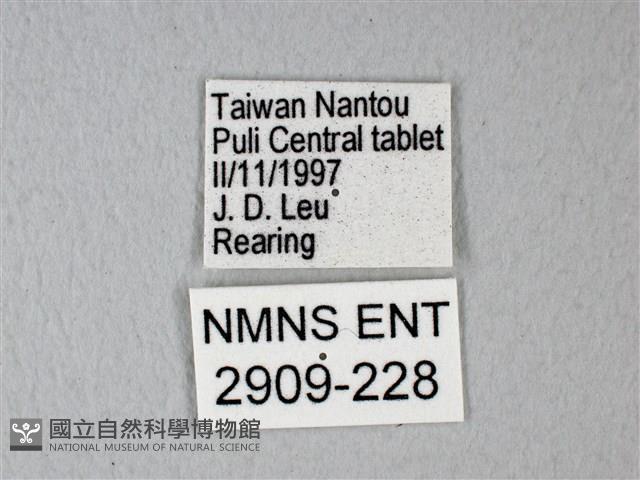 Taiwan Nantou
Puli Central tablet
II/11/1997
J. D. Leu
Rearing
NMNS ENT
2909-228
國立自然科學博物館
NATIONAL MUSEUM OF NATURAL SCIENCE